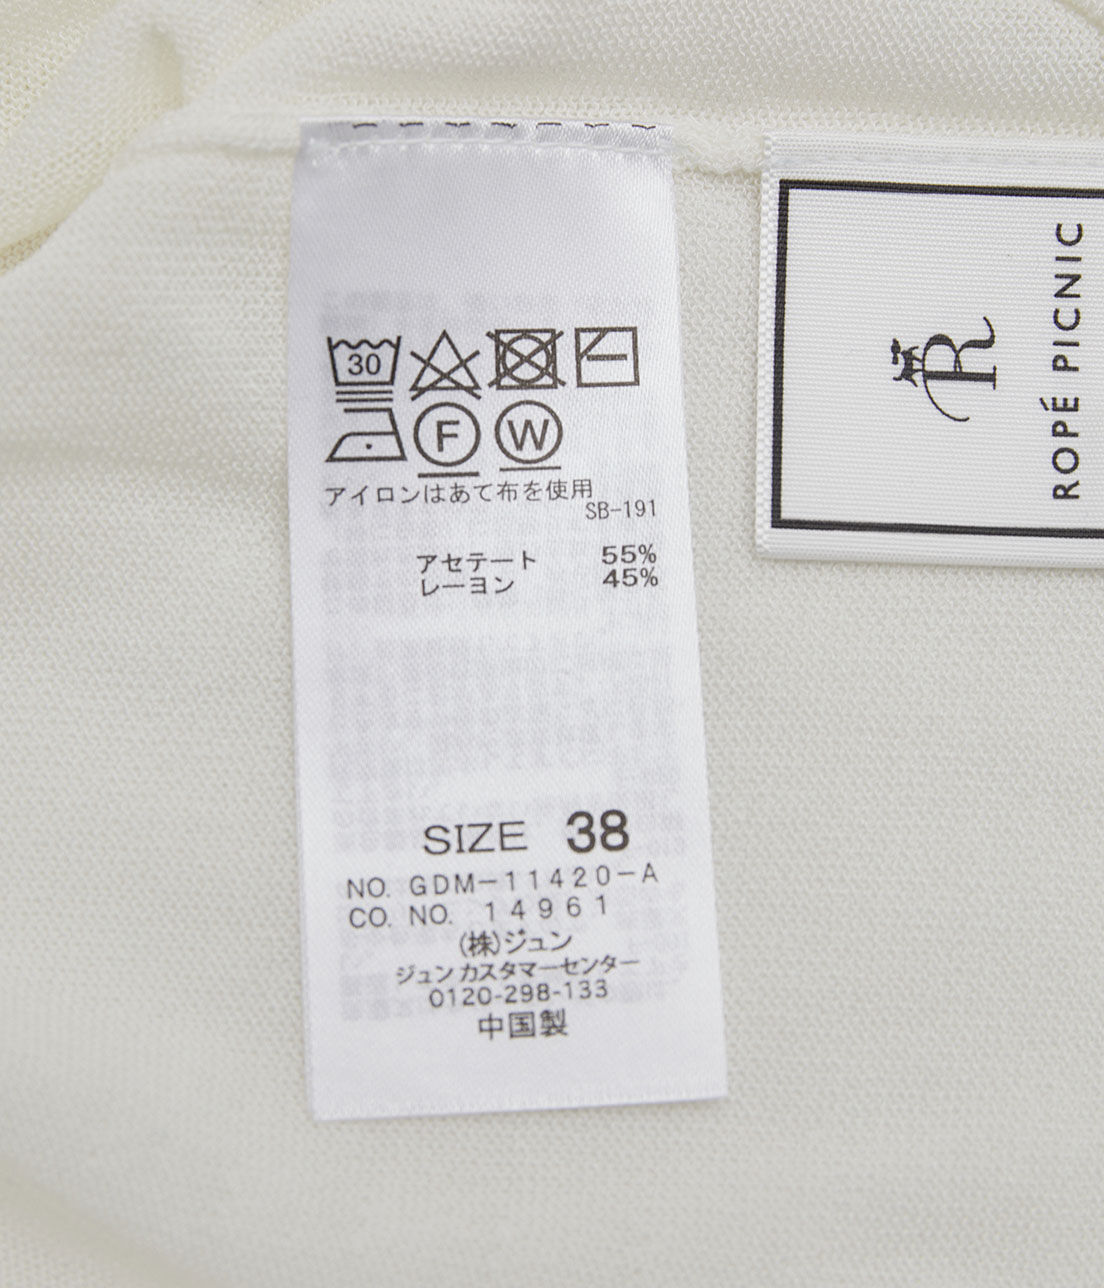 30
F W
アイロンはあて布を使用
SB-191
アセテート 55%
レーヨン 45%
SIZE 38
NO. GDM-11420-A
CO. NO. 14961
(株)ジュン
ジュン カスタマーセンター
0120-298-133
中国製
R
ROPÉ PICNIC